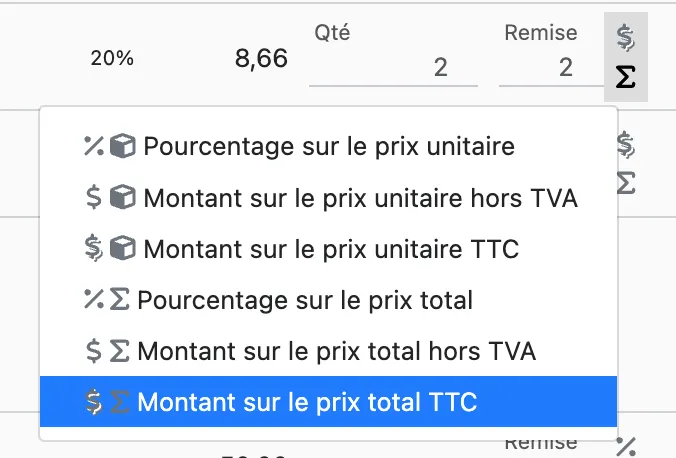 Qté Remise
20% 8,66 2 2
Pourcentage sur le prix unitaire
Montant sur le prix unitaire hors TVA
Montant sur le prix unitaire TTC
Pourcentage sur le prix total
Montant sur le prix total hors TVA
Montant sur le prix total TTC
Remise